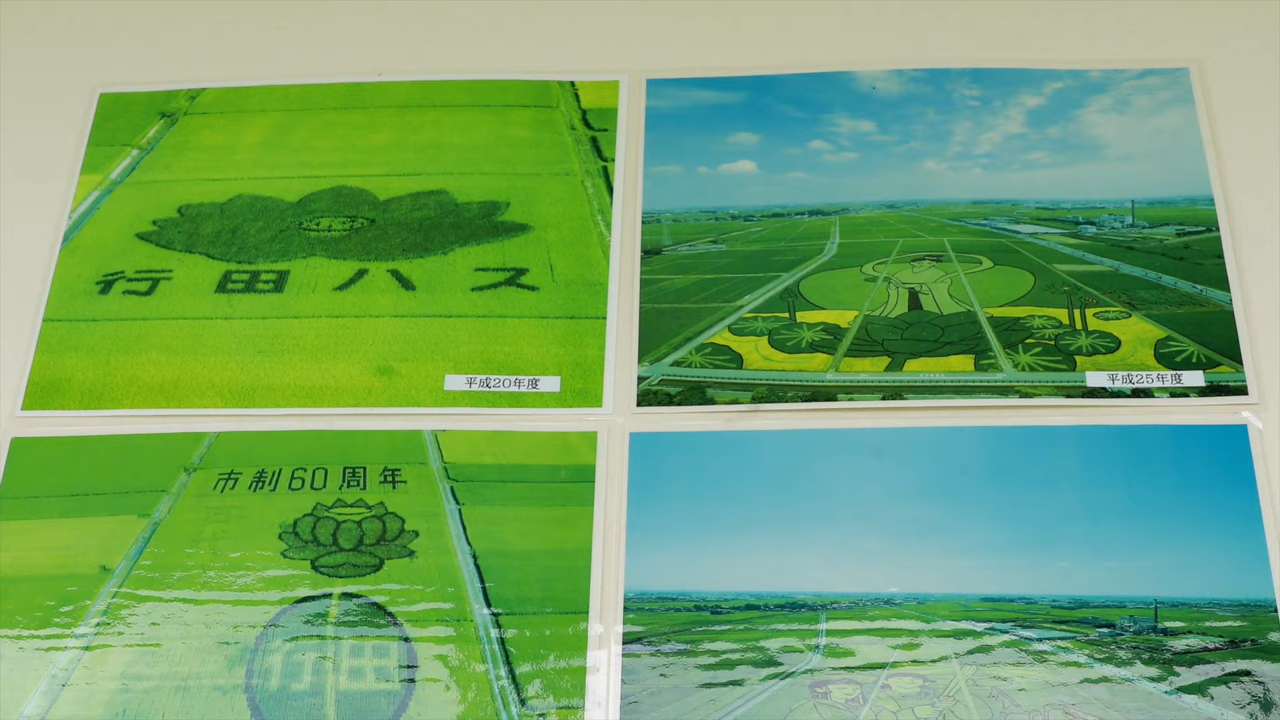 行田ハス
平成20年度
平成25年度
市制60周年
行田